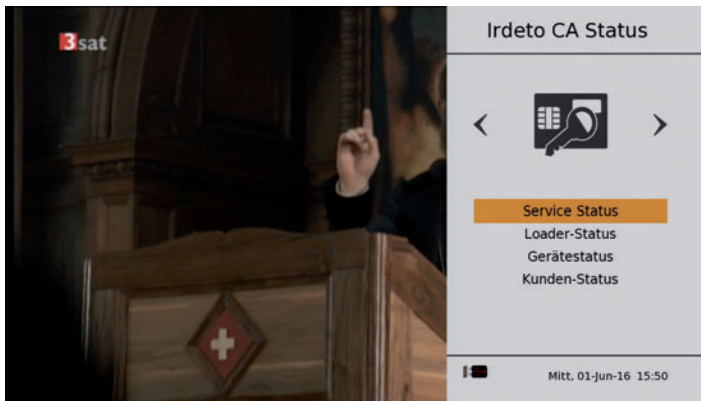 3sat
Irdeto CA Status
Service Status
Loader-Status
Gerätestatus
Kunden-Status
Mitt, 01-Jun-16 15:50